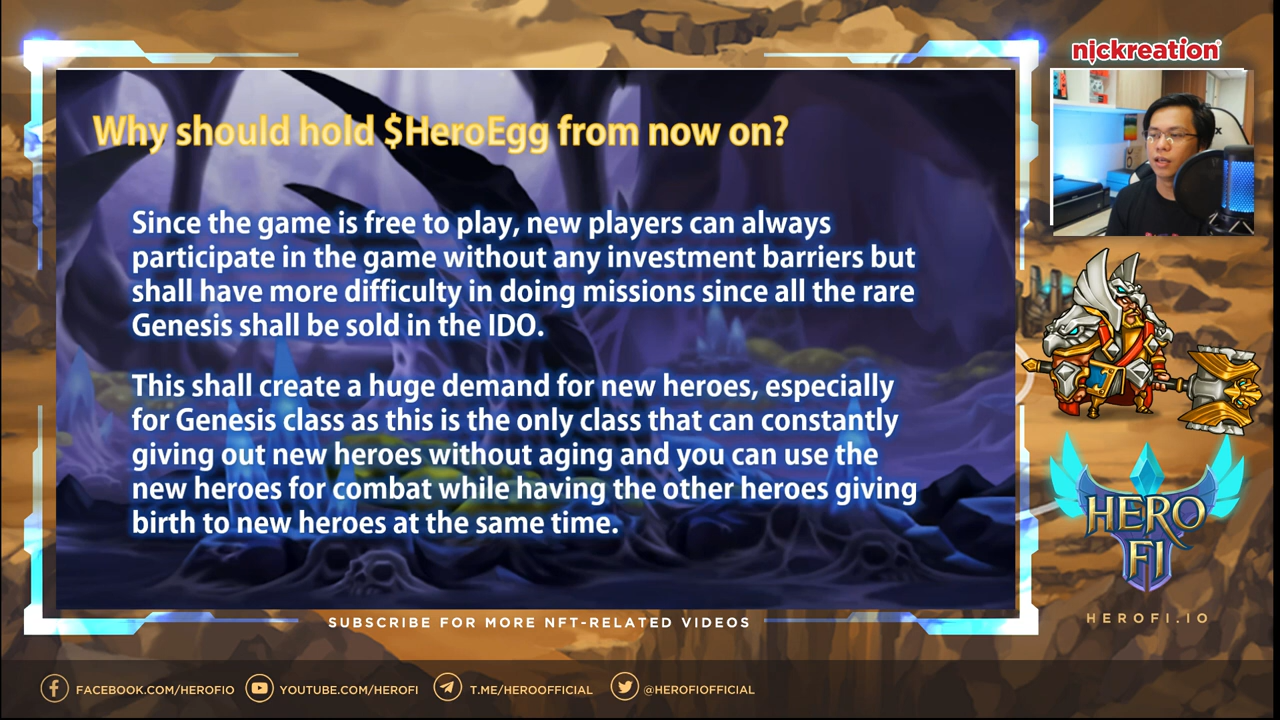 njckreation
Why should hold $HeroEgg from now on?
Since the game is free to play, new players can always
participate in the game without any investment barriers but
shall have more difficulty in doing missions since all the rare
Genesis shall be sold in the IDO.
This shall create a huge demand for new heroes, especially
for Genesis class as this is the only class that can constantly
giving out new heroes without aging and you can use the
new heroes for combat while having the other heroes giving
birth to new heroes at the same time.
HERO
FI
HEROFI.IO
SUBSCRIBE FOR MORE NFT-RELATED VIDEOS
FACEBOOK.COM/HEROFIO
YOUTUBE.COM/HEROFI
T.ME/HEROOFFICIAL
@HEROFIOFFICIAL